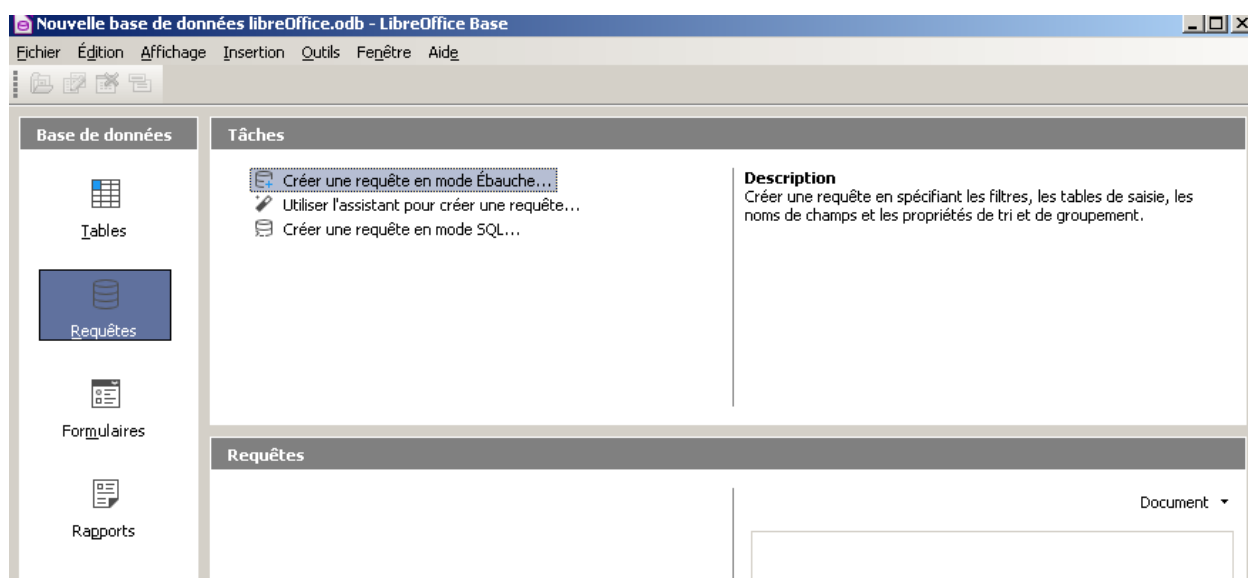 Nouvelle base de données libreOffice.odb - LibreOffice Base
Fichier Édition Affichage Insertion Outils Fenêtre Aide
Base de données
Tâches
Tables
Requêtes
Formulaires
Rapports
Créer une requête en mode Ébauche...
Utiliser l'assistant pour créer une requête...
Créer une requête en mode SQL...
Description
Créer une requête en spécifiant les filtres, les tables de saisie, les
noms de champs et les propriétés de tri et de groupement.
Requêtes
Document